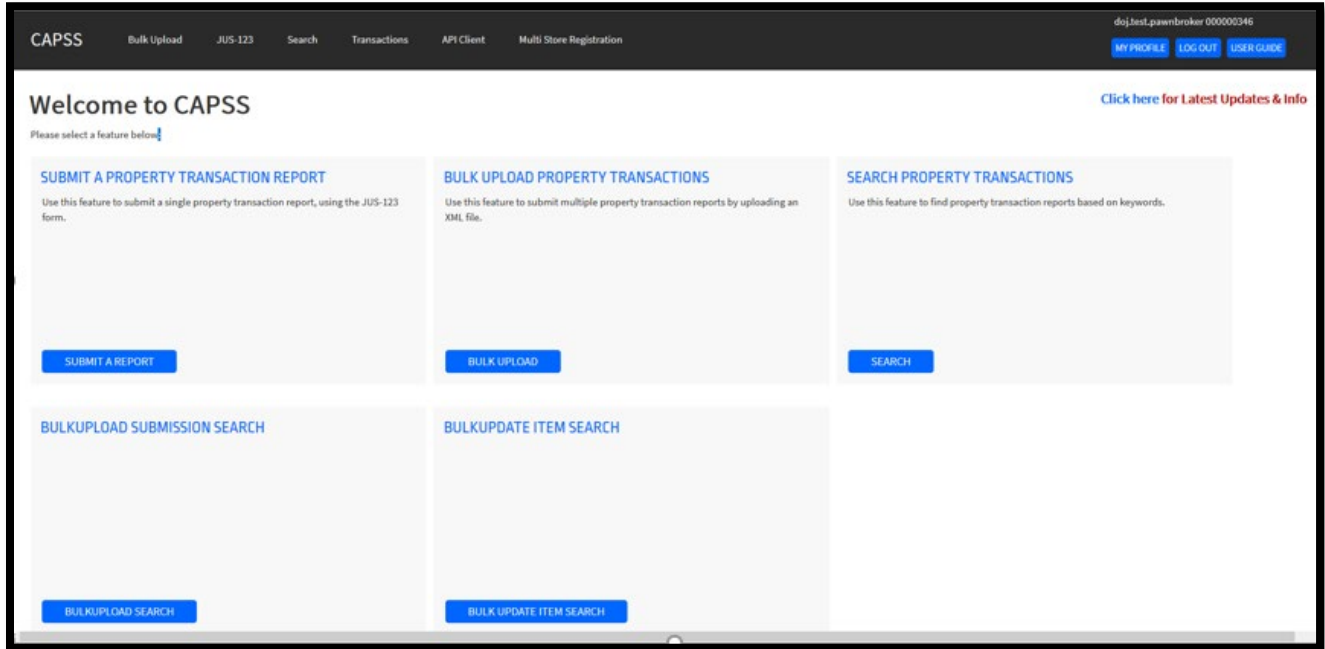 doj.test.pawnbroker 000000346
CAPSS Bulk Upload JUS-123 Search Transactions API Client Multi Store Registration
MY PROFILE LOG OUT USER GUIDE
Welcome to CAPSS
Click here for Latest Updates & Info
Please select a feature below.
SUBMIT A PROPERTY TRANSACTION REPORT
Use this feature to submit a single property transaction report, using the JUS-123
form.
SUBMIT A REPORT
BULK UPLOAD PROPERTY TRANSACTIONS
Use this feature to submit multiple property transaction reports by uploading an
XML file.
BULK UPLOAD
SEARCH PROPERTY TRANSACTIONS
Use this feature to find property transaction reports based on keywords.
SEARCH
BULKUPLOAD SUBMISSION SEARCH
BULKUPLOAD SEARCH
BULKUPDATE ITEM SEARCH
BULK UPDATE ITEM SEARCH